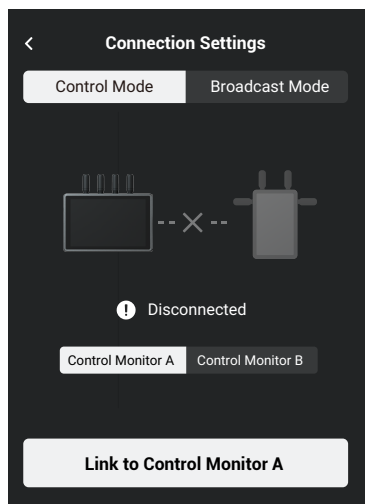 Connection Settings
Control Mode Broadcast Mode
! Disconnected
Control Monitor A Control Monitor B
Link to Control Monitor A